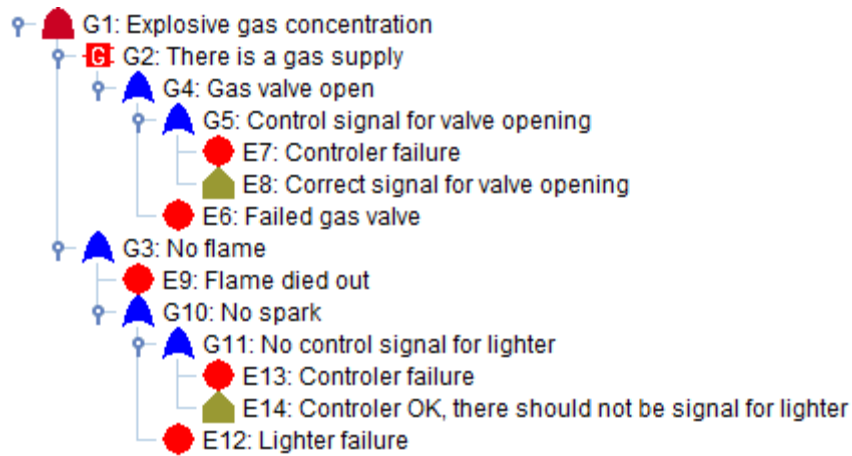 G1: Explosive gas concentration
G G2: There is a gas supply
G4: Gas valve open
G5: Control signal for valve opening
E7: Controler failure
E8: Correct signal for valve opening
E6: Failed gas valve
G3: No flame
E9: Flame died out
G10: No spark
G11: No control signal for lighter
E13: Controler failure
E14: Controler OK, there should not be signal for lighter
E12: Lighter failure